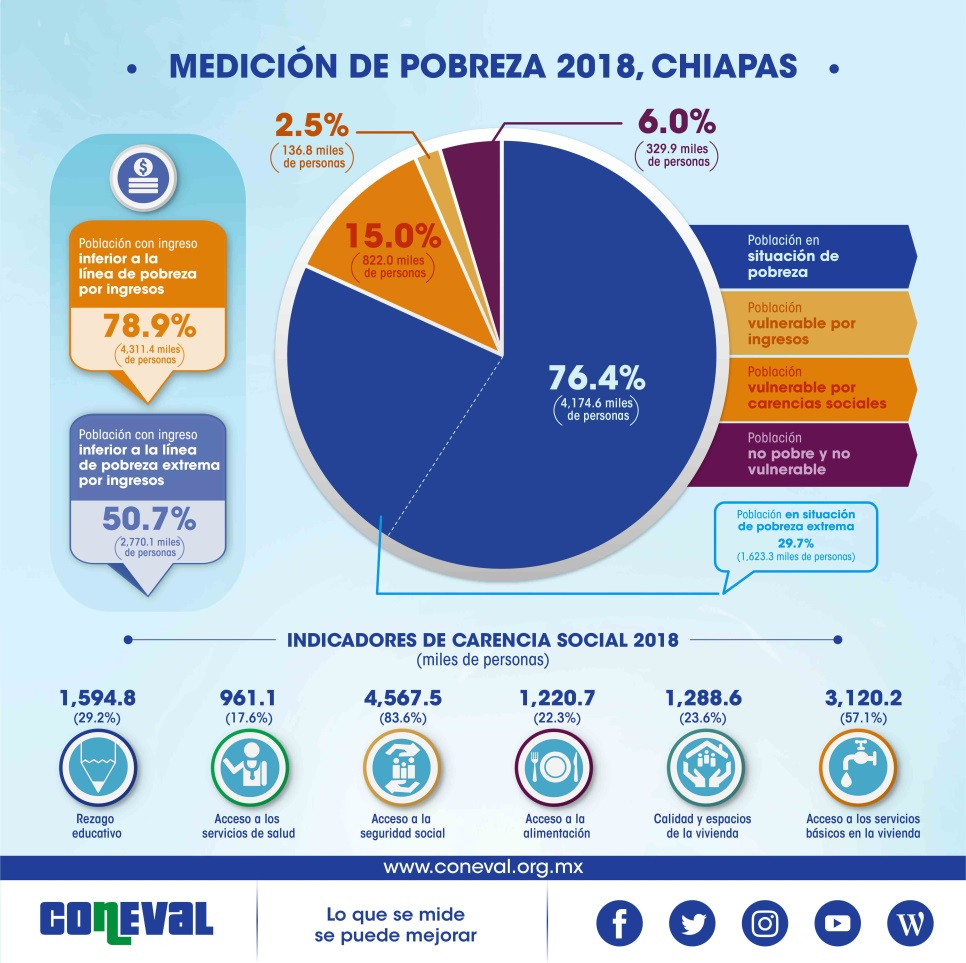 • MEDICIÓN DE POBREZA 2018, CHIAPAS •
2.5%
(136.8 miles
de personas)
6.0%
(329.9 miles
de personas)
15.0%
(822.0 miles
de personas)
76.4%
(4,174.6 miles
de personas)
$
Población con ingreso
inferior a la
línea de pobreza
por ingresos
78.9%
(4,311.4 miles
de personas)
Población con ingreso
inferior a la línea
de pobreza extrema
por ingresos
50.7%
(2,770.1 miles
de personas)
Población en
situación de
pobreza
Población
vulnerable por
ingresos
Población
vulnerable por
carencias sociales
Población
no pobre y no
vulnerable
Población en situación
de pobreza extrema
29.7%
(1,623.3 miles de personas)
INDICADORES DE CARENCIA SOCIAL 2018
(miles de personas)
1,594.8
(29.2%)
Rezago
educativo
961.1
(17.6%)
Acceso a los
servicios de salud
4,567.5
(83.6%)
Acceso a la
seguridad social
1,220.7
(22.3%)
Acceso a la
alimentación
1,288.6
(23.6%)
Calidad y espacios
de la vivienda
3,120.2
(57.1%)
Acceso a los servicios
básicos en la vivienda
www.coneval.org.mx
CONEVAL
Lo que se mide
se puede mejorar